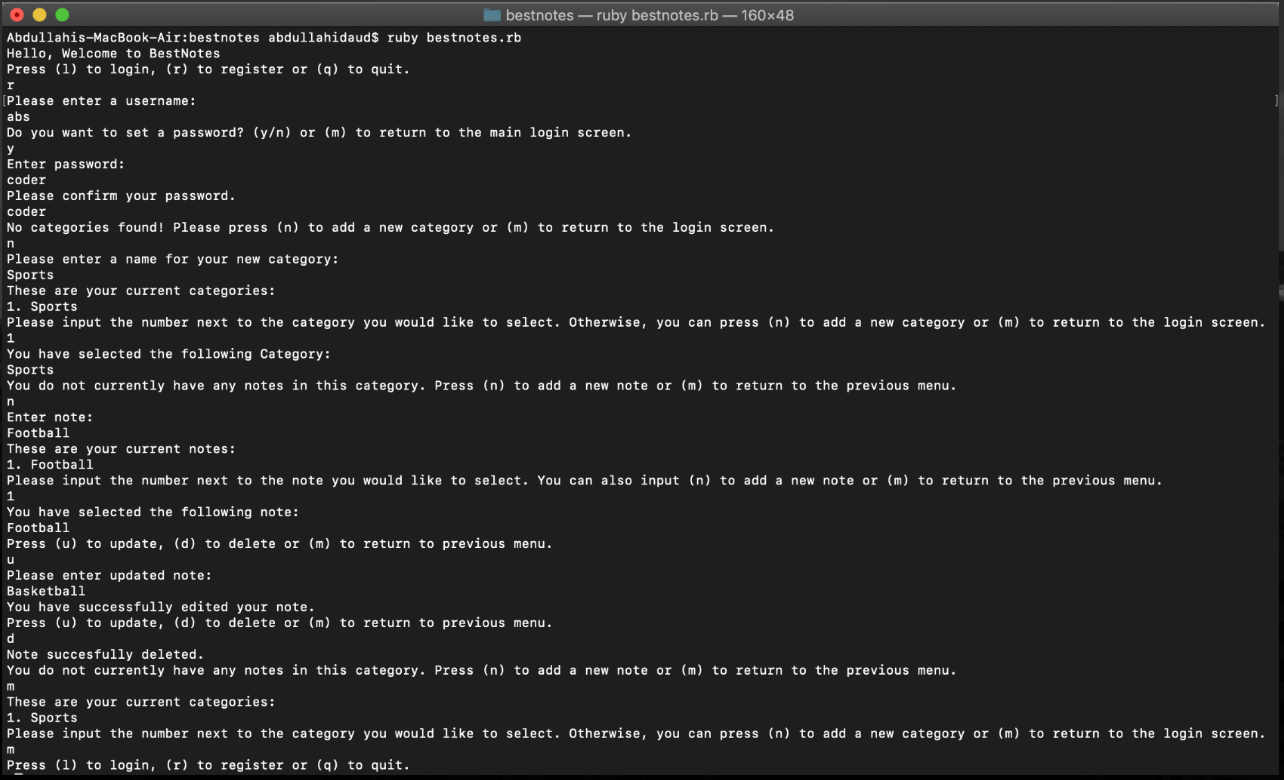 bestnotes — ruby bestnotes.rb — 160×48
Abdullahis-MacBook-Air:bestnotes abdullahidaud$ ruby bestnotes.rb
Hello, Welcome to BestNotes
Press (l) to login, (r) to register or (q) to quit.
r
[Please enter a username: ]
abs
Do you want to set a password? (y/n) or (m) to return to the main login screen.
y
Enter password:
coder
Please confirm your password.
coder
No categories found! Please press (n) to add a new category or (m) to return to the login screen.
n
Please enter a name for your new category:
Sports
These are your current categories:
1. Sports
Please input the number next to the category you would like to select. Otherwise, you can press (n) to add a new category or (m) to return to the login screen.
1
You have selected the following Category:
Sports
You do not currently have any notes in this category. Press (n) to add a new note or (m) to return to the previous menu.
n
Enter note:
Football
These are your current notes:
1. Football
Please input the number next to the note you would like to select. You can also input (n) to add a new note or (m) to return to the previous menu.
1
You have selected the following note:
Football
Press (u) to update, (d) to delete or (m) to return to previous menu.
u
Please enter updated note:
Basketball
You have successfully edited your note.
Press (u) to update, (d) to delete or (m) to return to previous menu.
d
Note succesfully deleted.
You do not currently have any notes in this category. Press (n) to add a new note or (m) to return to the previous menu.
m
These are your current categories:
1. Sports
Please input the number next to the category you would like to select. Otherwise, you can press (n) to add a new category or (m) to return to the login screen.
m
Press (l) to login, (r) to register or (q) to quit.